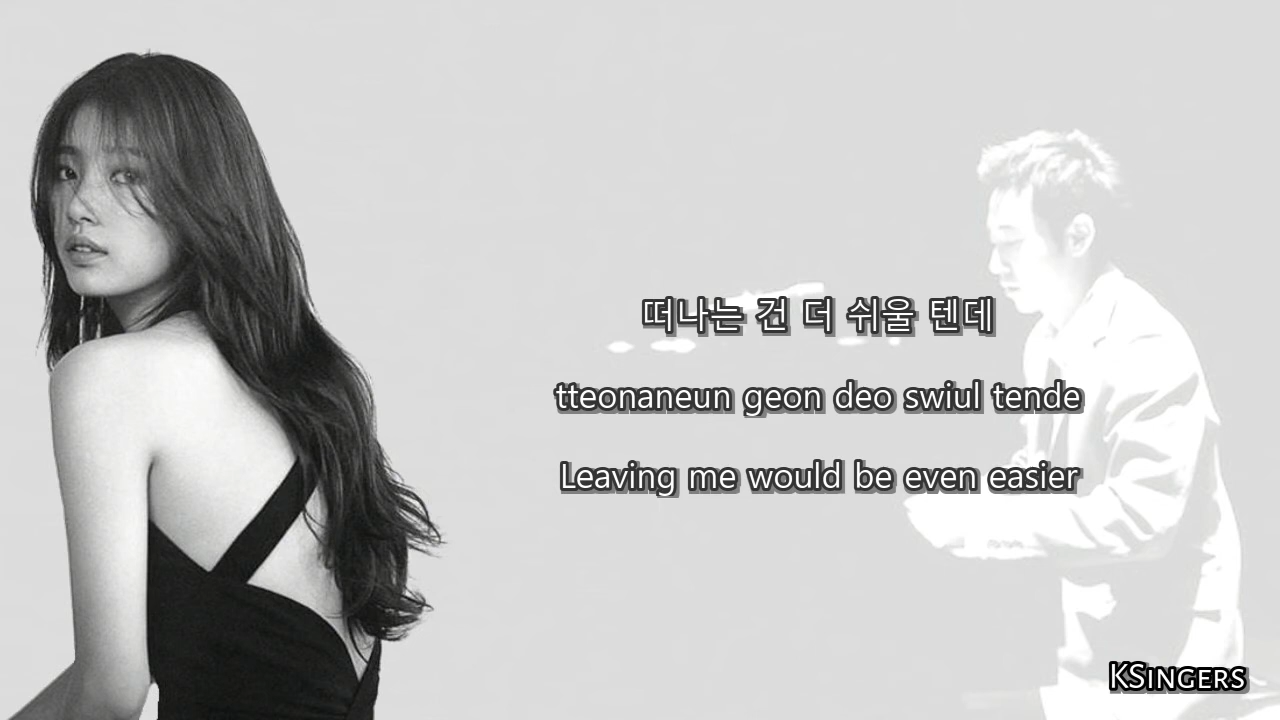 떠나는 건 더 쉬울 텐데
tteonaneun geon deo swiul tende
Leaving me would be even easier
KSingers